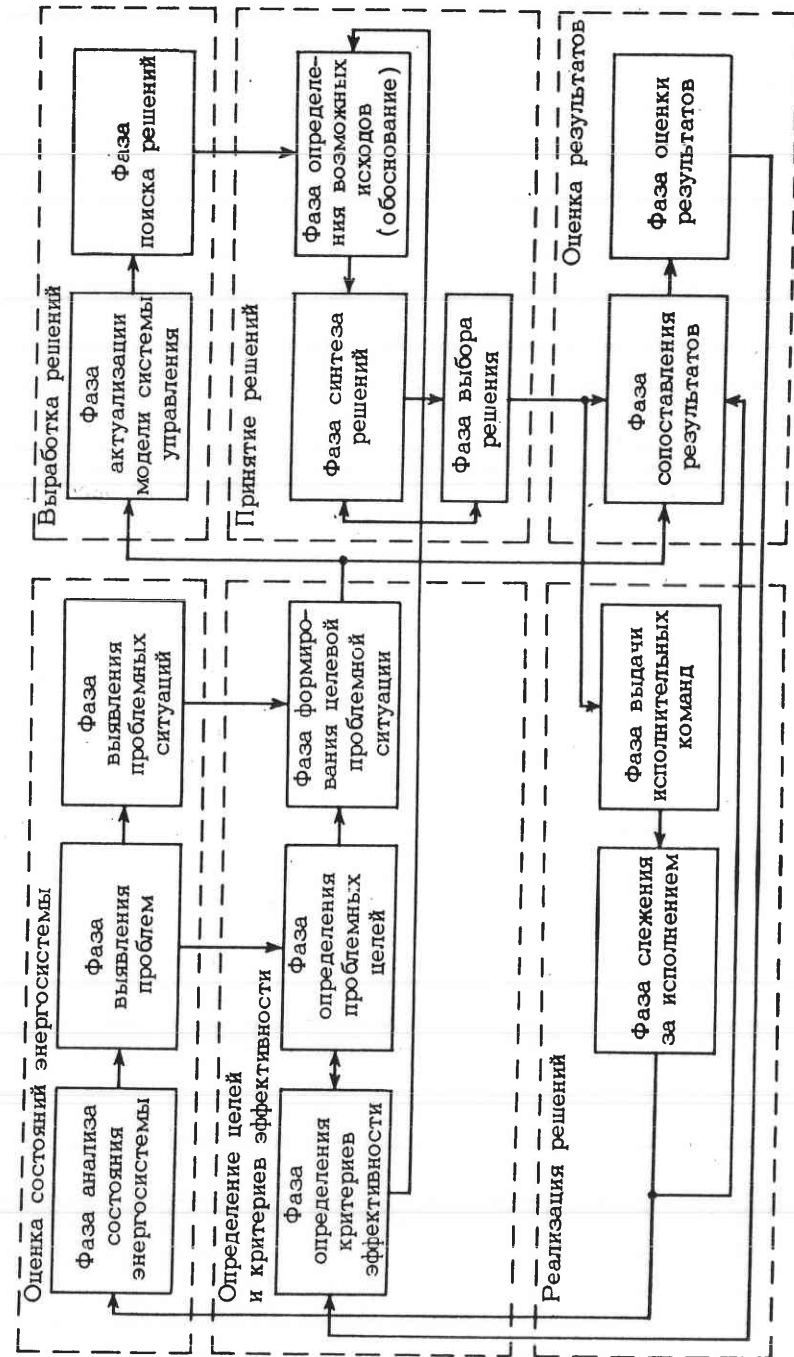 Оценка состояний энергосистемы
Фаза анализа
состояния
энергосистемы
Фаза
выявления
проблем
Фаза
выявления
проблемных
ситуаций
Определение целей
и критериев эффективности
Фаза
определения
критериев
эффективности
Фаза
определения
проблемных
целей
Фаза формиро-
вания целевой
проблемной
ситуации
Реализация решений
Фаза слежения
за исполнением
Фаза выдачи
исполнительных
команд
Выработка решений
Фаза
актуализации
модели системы
управления
Фаза
поиска решений
Принятие решений
Фаза синтеза
решений
Фаза определе-
ния возможных
исходов
(обоснование)
Фаза выбора
решения
Оценка результатов
Фаза
сопоставления
результатов
Фаза оценки
результатов